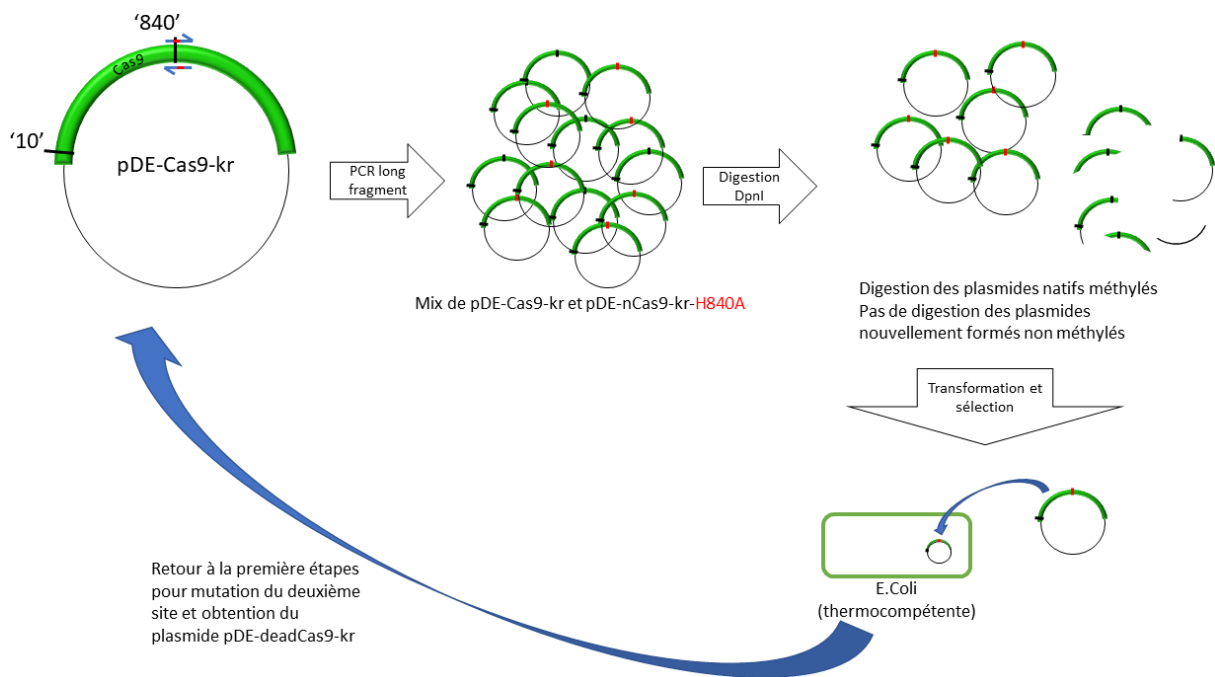 ‘840’
Cas9
‘10’
pDE-Cas9-kr
PCR long
fragment
Mix de pDE-Cas9-kr et pDE-nCas9-kr-H840A
Digestion
DpnI
Digestion des plasmides natifs méthylés
Pas de digestion des plasmides
nouvellement formés non méthylés
Transformation et
sélection
E.Coli
(thermocompétente)
Retour à la première étapes
pour mutation du deuxième
site et obtention du
plasmide pDE-deadCas9-kr